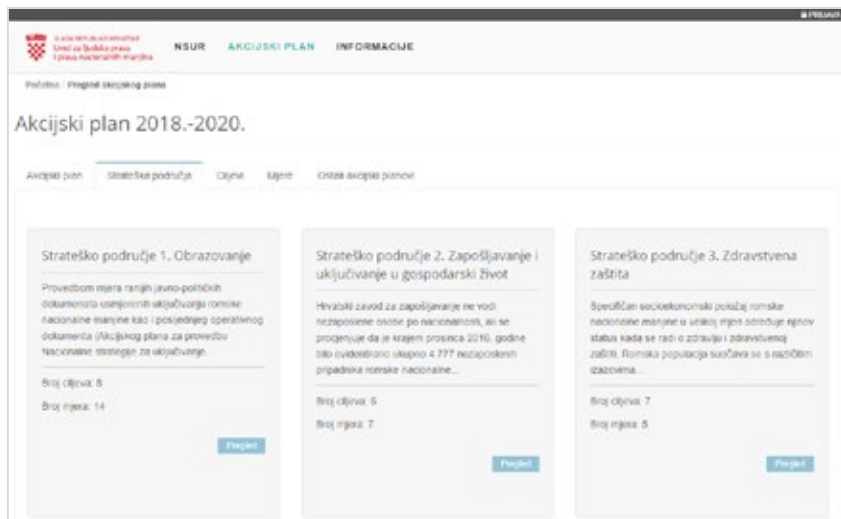 PRIJAVA
VLADA REPUBLIKE HRVATSKE
Ured za ljudska prava
i prava nacionalnih manjina
NSUR AKCIJSKI PLAN INFORMACIJE
Početna / Pregled akcijskog plana
Akcijski plan 2018.-2020.
Akcijski plan Strateška područja Ciljevi Mjere Ostali akcijski planovi
Strateško područje 1. Obrazovanje
Provedbom mjera ranijih javno-političkih
dokumenata usmjerenih uključivanju romske
nacionalne manjine kao i posljednjeg operativnog
dokumenta (Akcijskog plana za provedbu
Nacionalne strategije za uključivanje...
Broj ciljeva: 8
Broj mjera: 14
Pregled
Strateško područje 2. Zapošljavanje i
uključivanje u gospodarski život
Hrvatski zavod za zapošljavanje ne vodi
nezaposlene osobe po nacionalnosti, ali se
procjenjuje da je krajem prosinca 2016. godine
bilo evidentirano ukupno 4.777 nezaposlenih
pripadnika romske nacionalne...
Broj ciljeva: 6
Broj mjera: 7
Pregled
Strateško područje 3. Zdravstvena
zaštita
Specifičan socioekonomski položaj romske
nacionalne manjine u velikoj mjeri određuje njihov
status kada se radi o zdravlju i zdravstvenoj
zaštiti. Romska populacija suočava se s različitim
izazovima...
Broj ciljeva: 7
Broj mjera: 8
Pregled